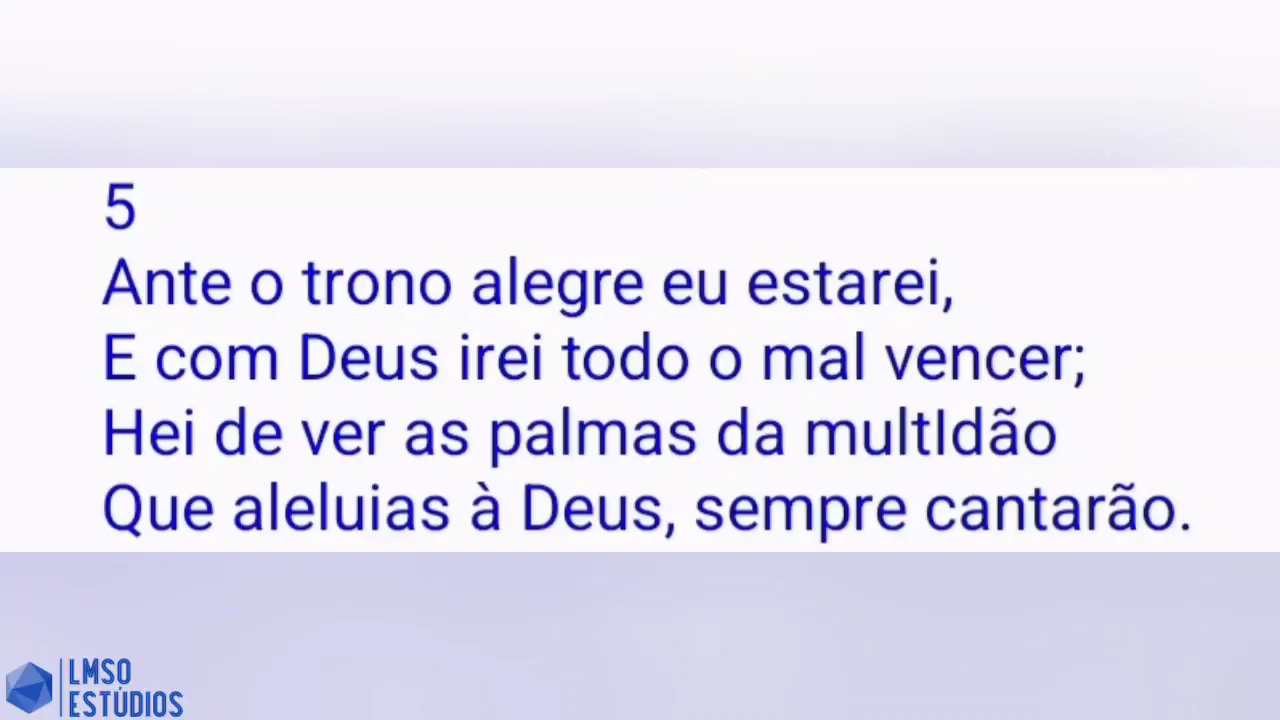 5
Ante o trono alegre eu estarei,
E com Deus irei todo o mal vencer;
Hei de ver as palmas da multIdão
Que aleluias à Deus, sempre cantarão.
LMSO
ESTÚDIOS